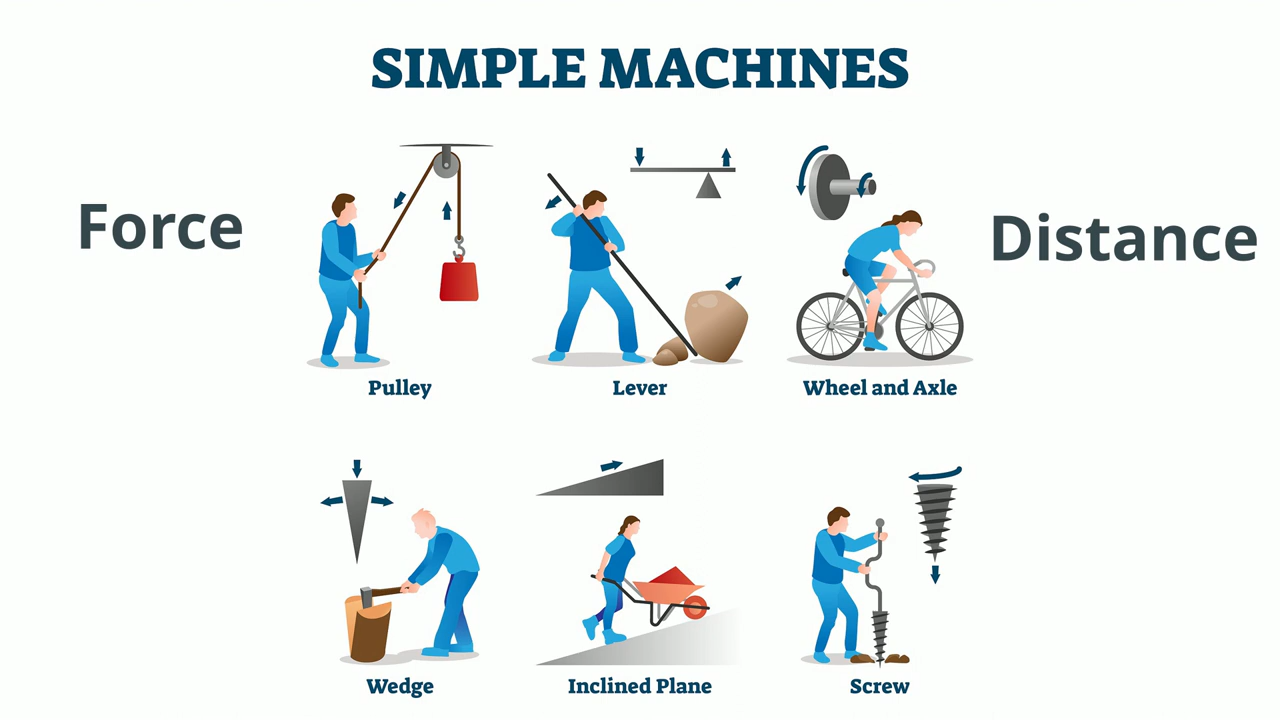 SIMPLE MACHINES
Force
Distance
Pulley
Lever
Wheel and Axle
Wedge
Inclined Plane
Screw